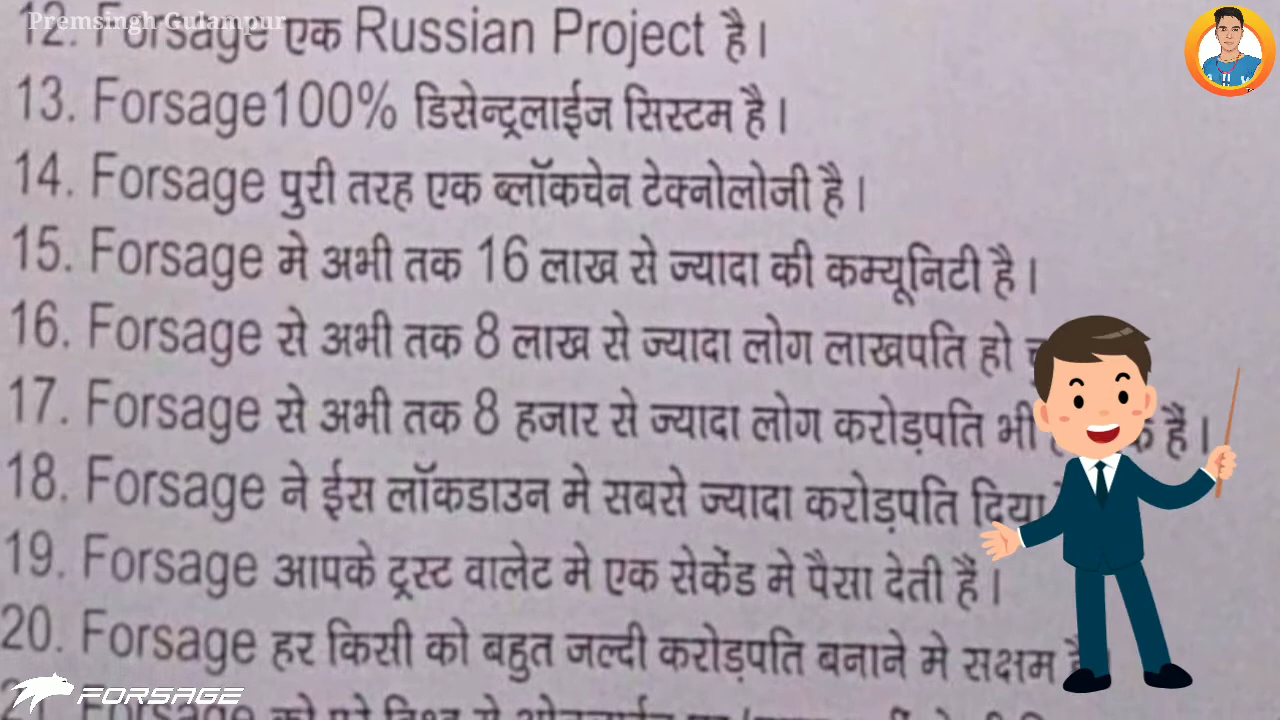 Premsingh Gulampur
12. Forsage एक Russian Project है।
13. Forsage100% डिसेन्ट्रलाईज सिस्टम है।
14. Forsage पुरी तरह एक ब्लॉकचेन टेक्नोलोजी है।
15. Forsage मे अभी तक 16 लाख से ज्यादा की कम्यूनिटी है।
16. Forsage से अभी तक 8 लाख से ज्यादा लोग लाखपति हो
17. Forsage से अभी तक 8 हजार से ज्यादा लोग करोड़पति भी हैं।
18. Forsage ने ईस लॉकडाउन मे सबसे ज्यादा करोड़पति दिया
19. Forsage आपके ट्रस्ट वालेट मे एक सेकेंड मे पैसा देती हैं।
20. Forsage हर किसी को बहुत जल्दी करोड़पति बनाने मे सक्षम
FORSAGE